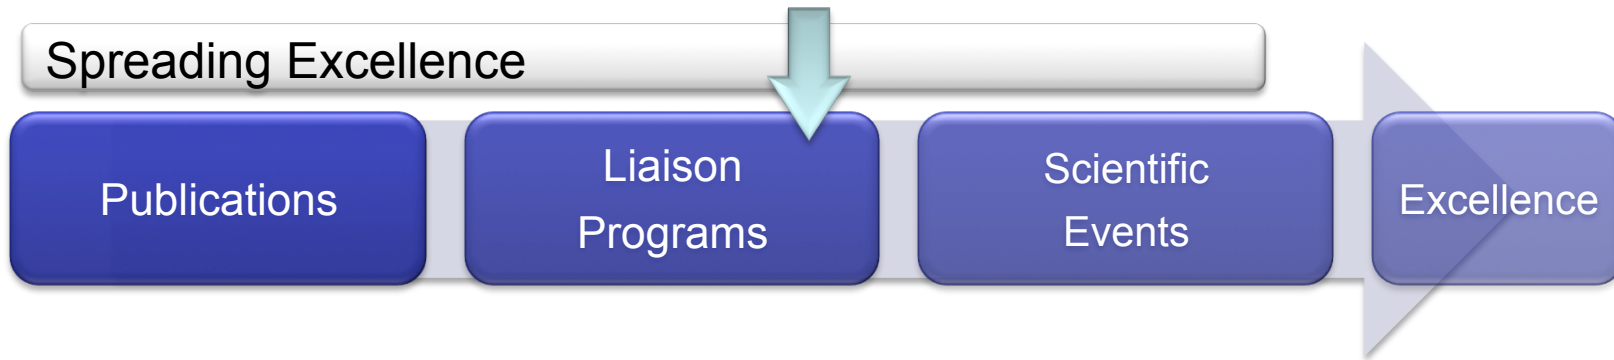 Spreading Excellence
Publications
Liaison
Programs
Scientific
Events
Excellence